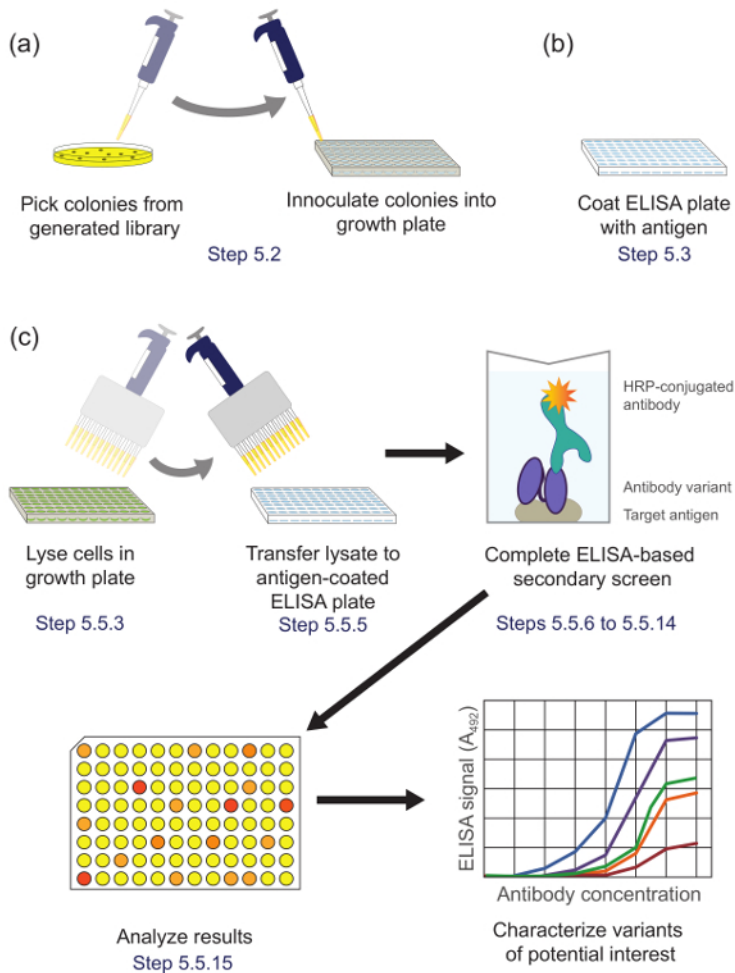 (a)
Pick colonies from
generated library
Innoculate colonies into
growth plate
Step 5.2
(b)
Coat ELISA plate
with antigen
Step 5.3
(c)
Lyse cells in
growth plate
Step 5.5.3
Transfer lysate to
antigen-coated
ELISA plate
Step 5.5.5
HRP-conjugated
antibody
Antibody variant
Target antigen
Complete ELISA-based
secondary screen
Steps 5.5.6 to 5.5.14
Analyze results
Step 5.5.15
ELISA signal (A₄₉₂)
Antibody concentration
Characterize variants
of potential interest